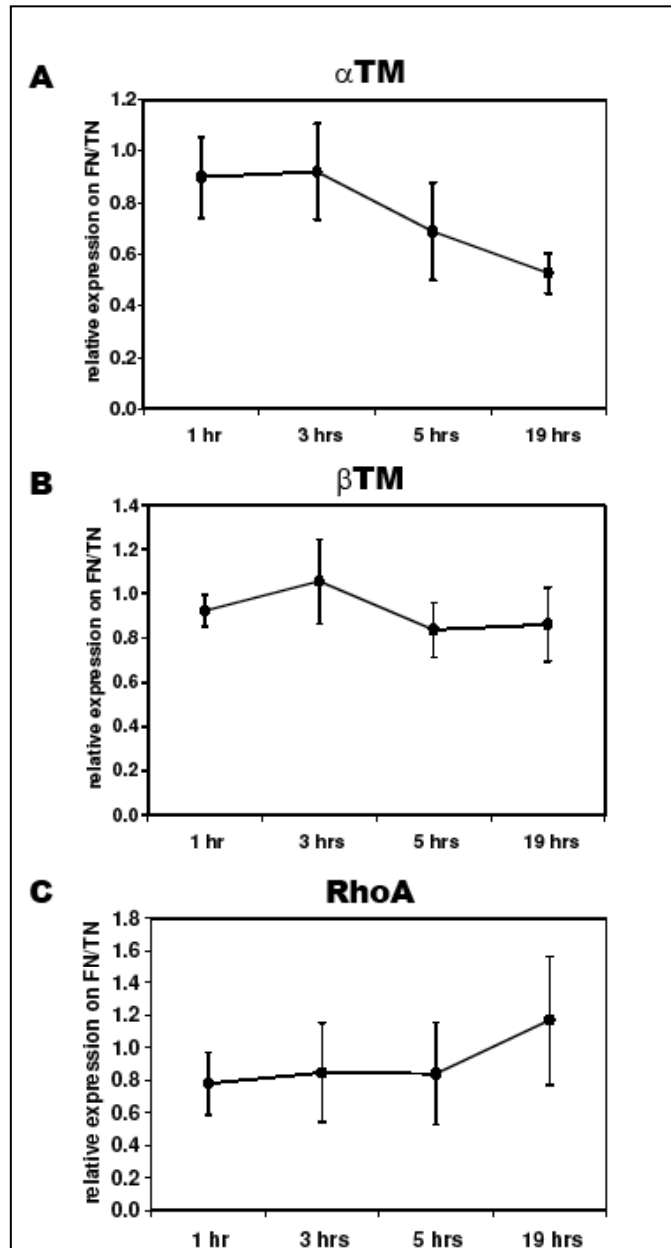 A
αTM
relative expression on FN/TN
1.2
1.0
0.8
0.6
0.4
0.2
0.0
1 hr 3 hrs 5 hrs 19 hrs
B
βTM
relative expression on FN/TN
1.4
1.2
1.0
0.8
0.6
0.4
0.2
0.0
1 hr 3 hrs 5 hrs 19 hrs
C
RhoA
relative expression on FN/TN
1.8
1.6
1.4
1.2
1.0
0.8
0.6
0.4
0.2
0.0
1 hr 3 hrs 5 hrs 19 hrs